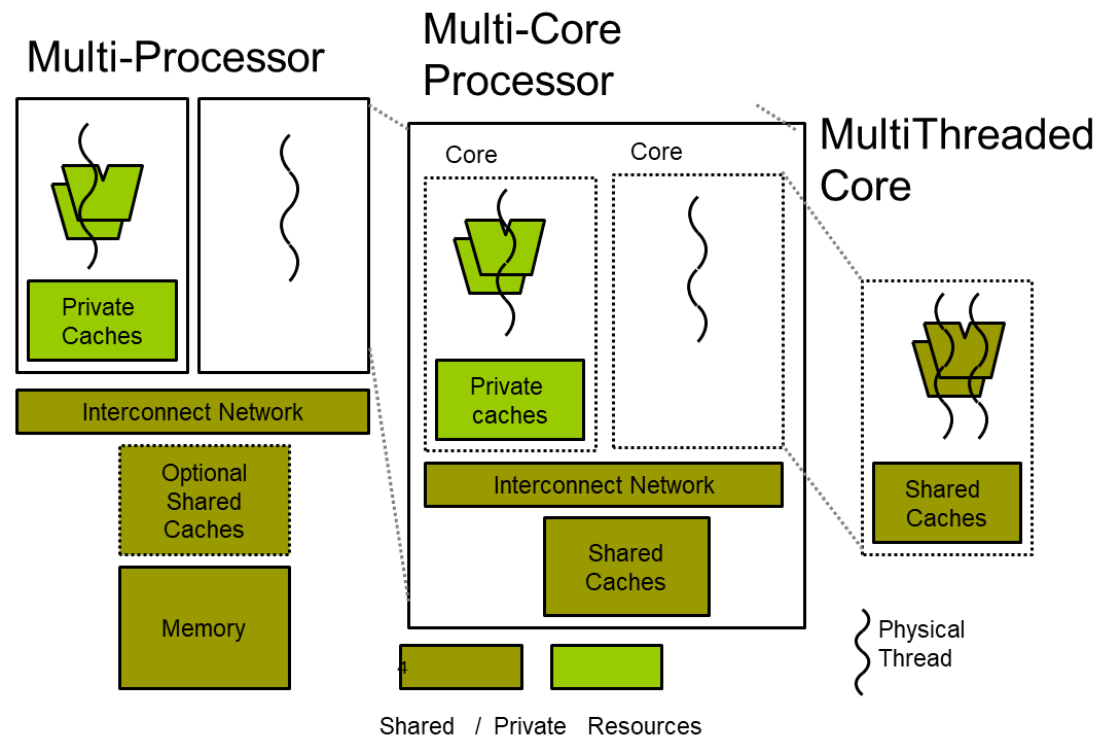 Multi-Processor
Multi-Core
Processor
MultiThreaded
Core
Core
Core
Private
Caches
Private
caches
Interconnect Network
Optional
Shared
Caches
Memory
Interconnect Network
Shared
Caches
Shared
Caches
Physical
Thread
4
Shared / Private Resources